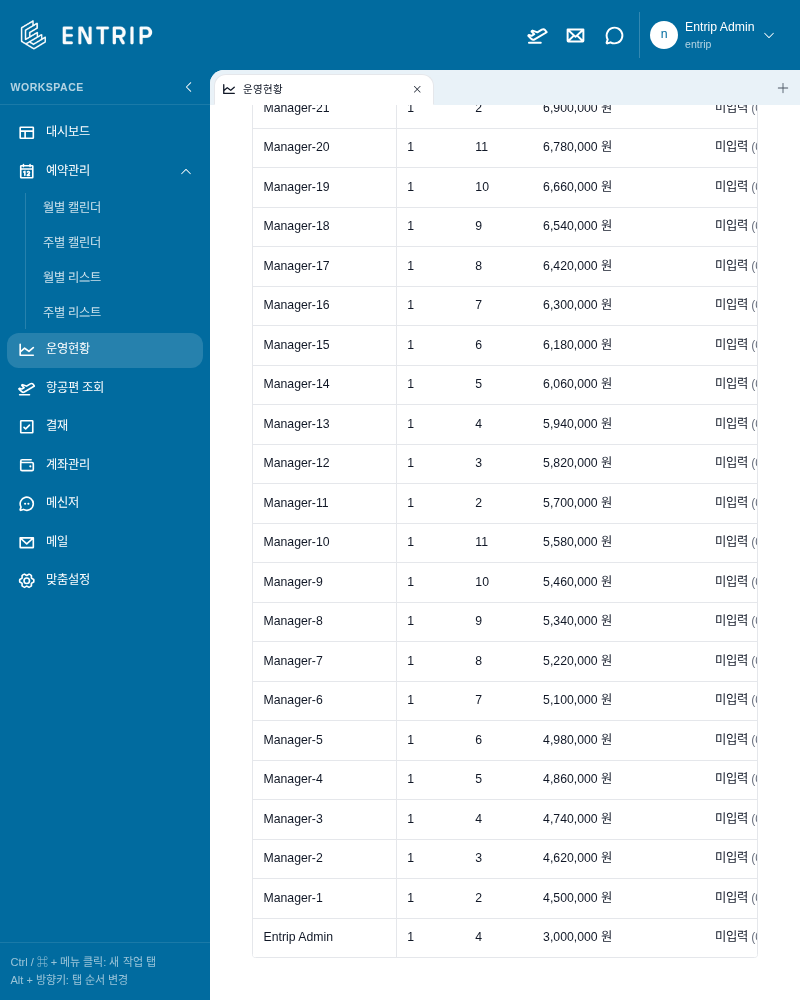 ENTRIP
n
Entrip Admin
entrip
WORKSPACE
운영현황
대시보드
예약관리
월별 캘린더
주별 캘린더
월별 리스트
주별 리스트
운영현황
항공편 조회
결재
계좌관리
메신저
메일
맞춤설정
Ctrl / ⌘ + 메뉴 클릭: 새 작업 탭
Alt + 방향키: 탭 순서 변경
Manager-21 1 2 6,900,000 원 미입력
Manager-20 1 11 6,780,000 원 미입력
Manager-19 1 10 6,660,000 원 미입력
Manager-18 1 9 6,540,000 원 미입력
Manager-17 1 8 6,420,000 원 미입력
Manager-16 1 7 6,300,000 원 미입력
Manager-15 1 6 6,180,000 원 미입력
Manager-14 1 5 6,060,000 원 미입력
Manager-13 1 4 5,940,000 원 미입력
Manager-12 1 3 5,820,000 원 미입력
Manager-11 1 2 5,700,000 원 미입력
Manager-10 1 11 5,580,000 원 미입력
Manager-9 1 10 5,460,000 원 미입력
Manager-8 1 9 5,340,000 원 미입력
Manager-7 1 8 5,220,000 원 미입력
Manager-6 1 7 5,100,000 원 미입력
Manager-5 1 6 4,980,000 원 미입력
Manager-4 1 5 4,860,000 원 미입력
Manager-3 1 4 4,740,000 원 미입력
Manager-2 1 3 4,620,000 원 미입력
Manager-1 1 2 4,500,000 원 미입력
Entrip Admin 1 4 3,000,000 원 미입력